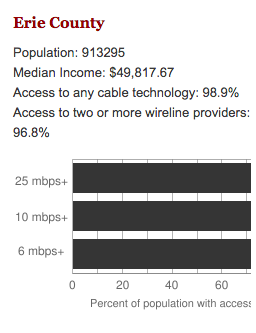 Erie County
Population: 913295
Median Income: $49,817.67
Access to any cable technology: 98.9%
Access to two or more wireline providers:
96.8%
25 mbps+
10 mbps+
6 mbps+
0 20 40 60
Percent of population with access